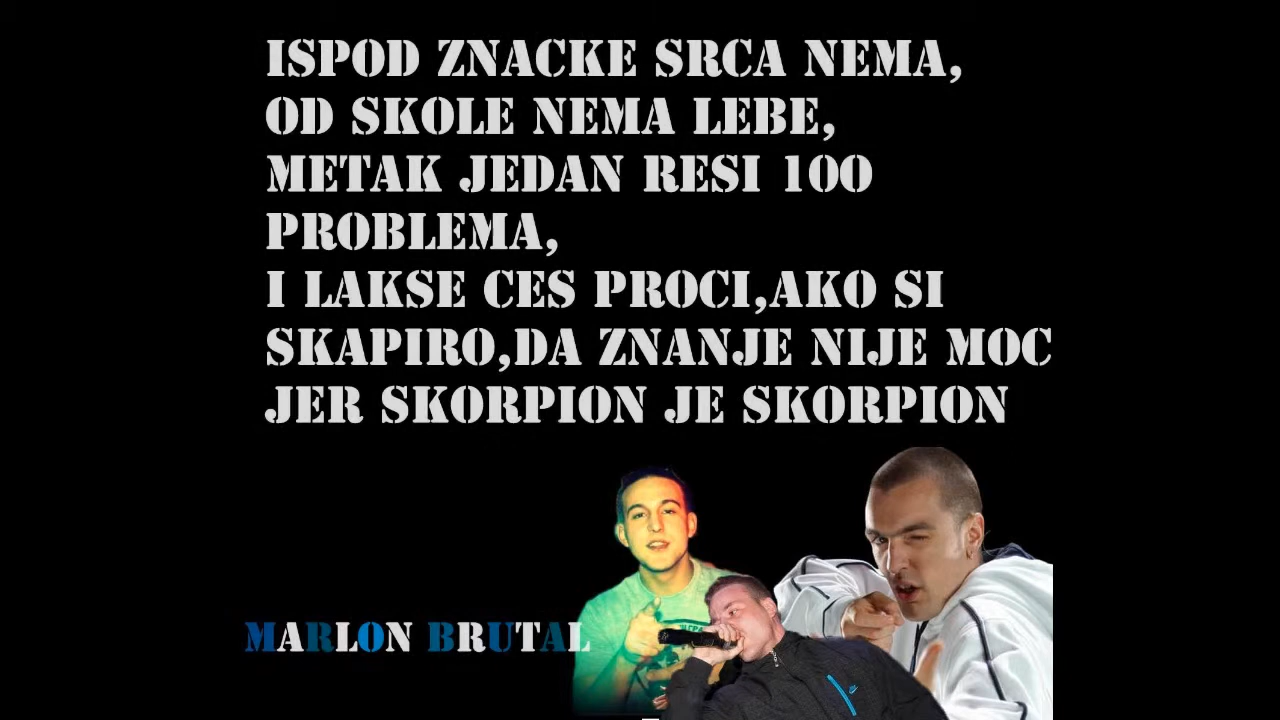 ISPOD ZNACKE SRCA NEMA,
OD SKOLE NEMA LEBE,
METAK JEDAN RESI 100
PROBLEMA,
I LAKSE CES PROCI,AKO SI
SKAPIRO,DA ZNANJE NIJE MOC
JER SKORPION JE SKORPION
MARLON BRUTAL